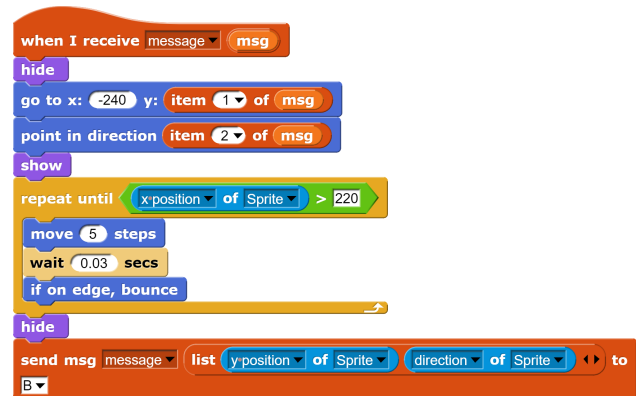 when I receive message msg
hide
go to x: -240 y: item 1 of msg
point in direction item 2 of msg
show
repeat until x position of Sprite > 220
move 5 steps
wait 0.03 secs
if on edge, bounce
hide
send msg message list y position of Sprite direction of Sprite to
B